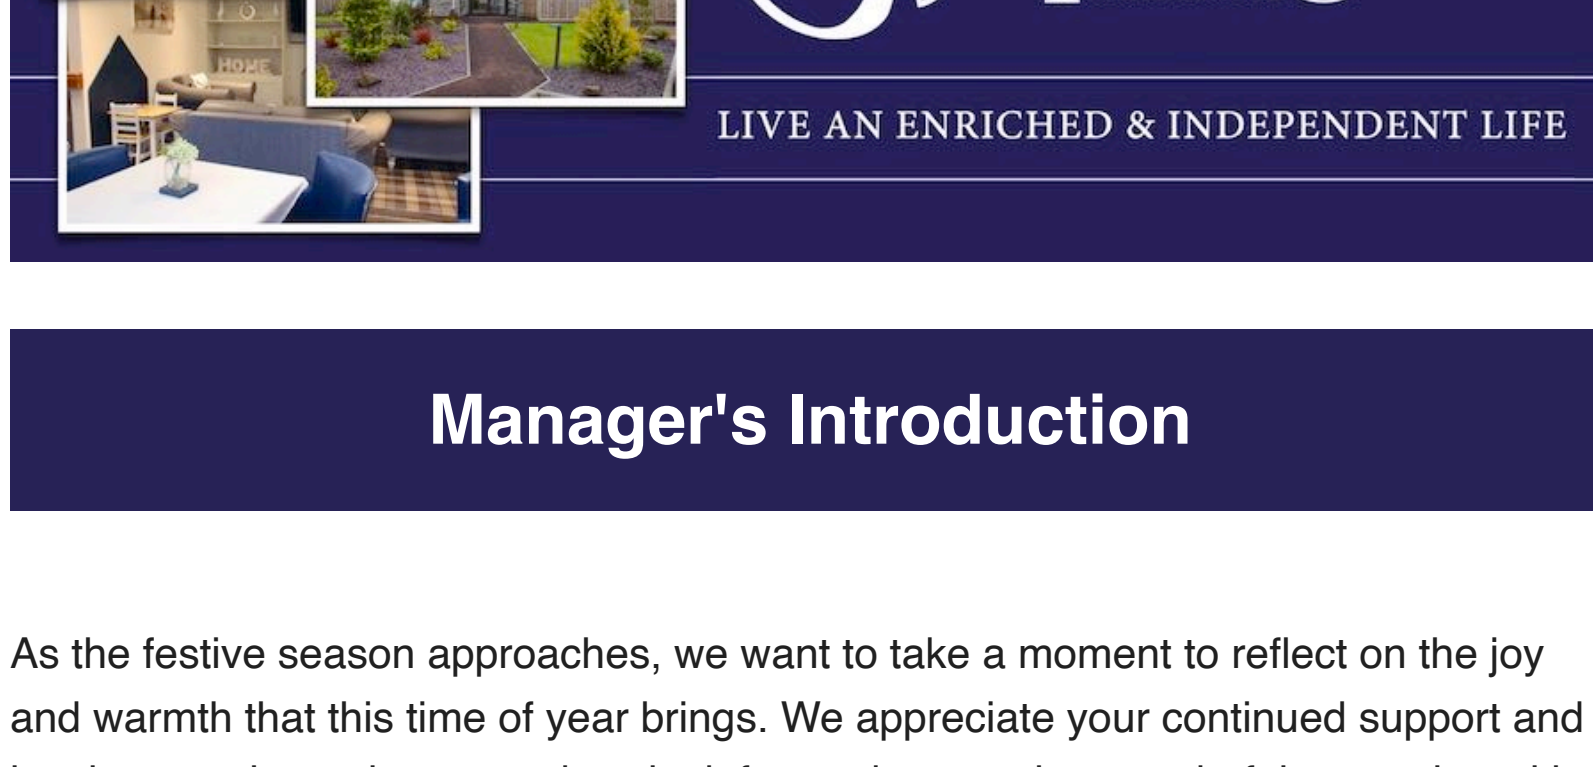 HOME
LIVE AN ENRICHED & INDEPENDENT LIFE
Manager's Introduction
As the festive season approaches, we want to take a moment to reflect on the joy
and warmth that this time of year brings. We appreciate your continued support and